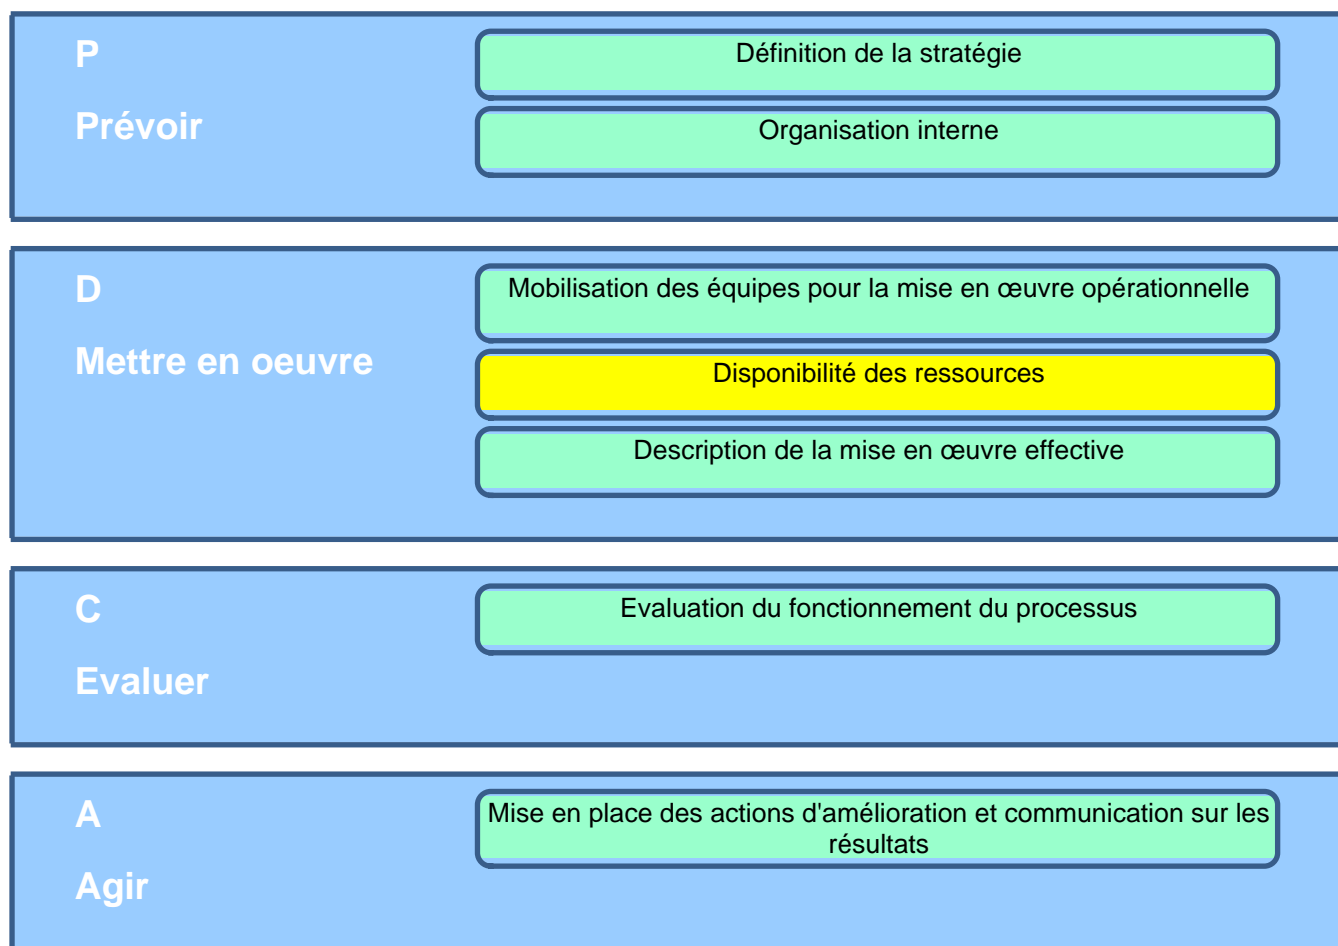 P
Prévoir
Définition de la stratégie
Organisation interne
D
Mettre en oeuvre
Mobilisation des équipes pour la mise en œuvre opérationnelle
Disponibilité des ressources
Description de la mise en œuvre effective
C
Evaluer
Evaluation du fonctionnement du processus
A
Agir
Mise en place des actions d'amélioration et communication sur les
résultats